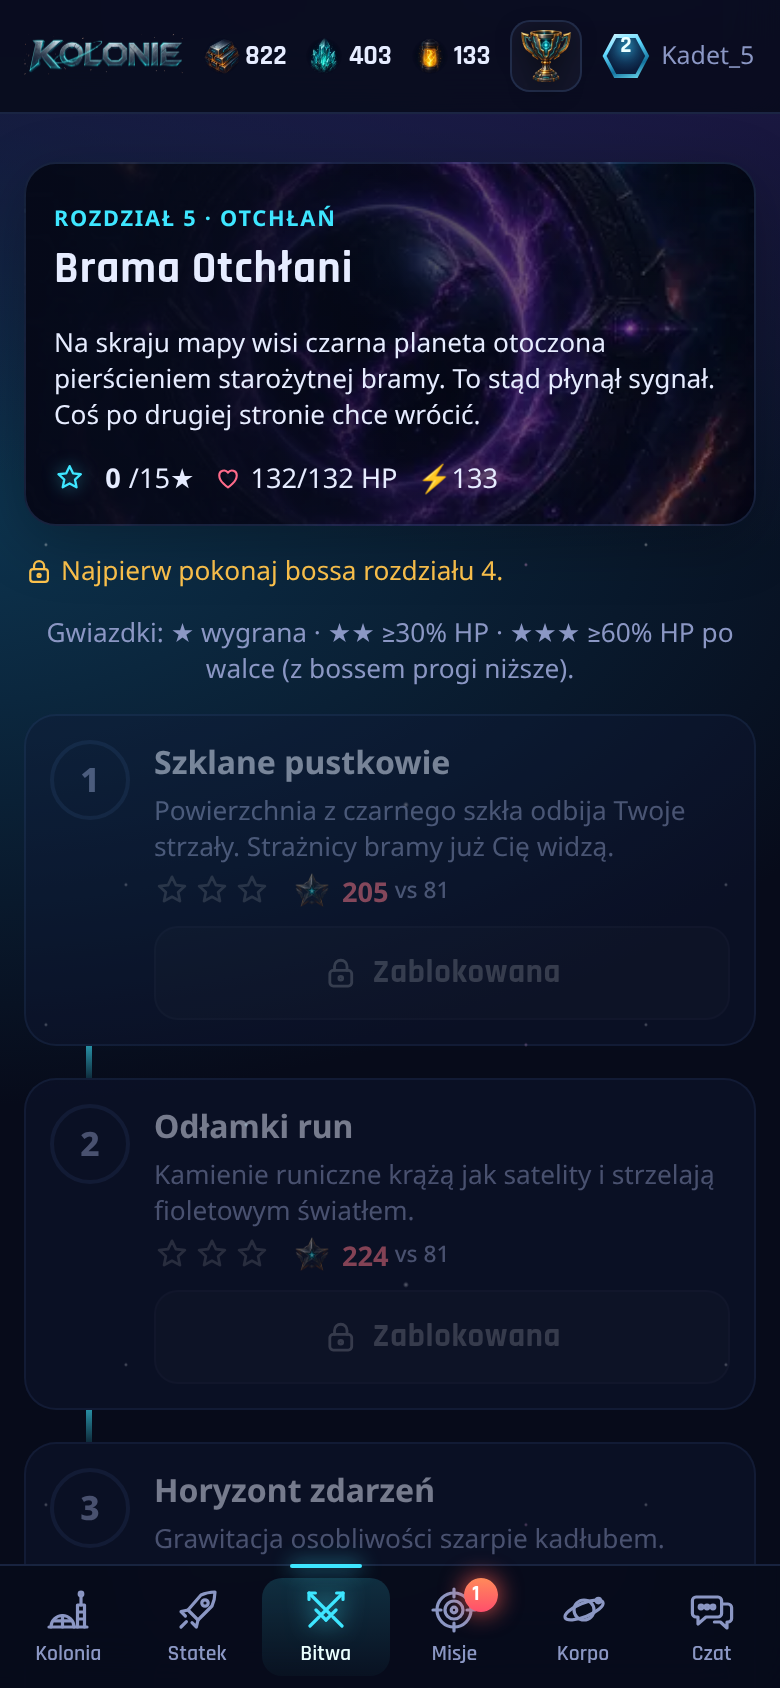 KOLONIE 822 403 133 2 Kadet_5
ROZDZIAŁ 5 · OTCHŁAŃ
Brama Otchłani
Na skraju mapy wisi czarna planeta otoczona
pierścieniem starożytnej bramy. To stąd płynął sygnał.
Coś po drugiej stronie chce wrócić.
0 /15★ 132/132 HP ⚡133
Najpierw pokonaj bossa rozdziału 4.
Gwiazdki: ★ wygrana · ★★ ≥30% HP · ★★★ ≥60% HP po
walce (z bossem progi niższe).
1 Szklane pustkowie
Powierzchnia z czarnego szkła odbija Twoje
strzały. Strażnicy bramy już Cię widzą.
205 vs 81
Zablokowana
2 Odłamki run
Kamienie runiczne krążą jak satelity i strzelają
fioletowym światłem.
224 vs 81
Zablokowana
3 Horyzont zdarzeń
Grawitacja osobliwości szarpie kadłubem.
1
Kolonia Statek Bitwa Misje Korpo Czat